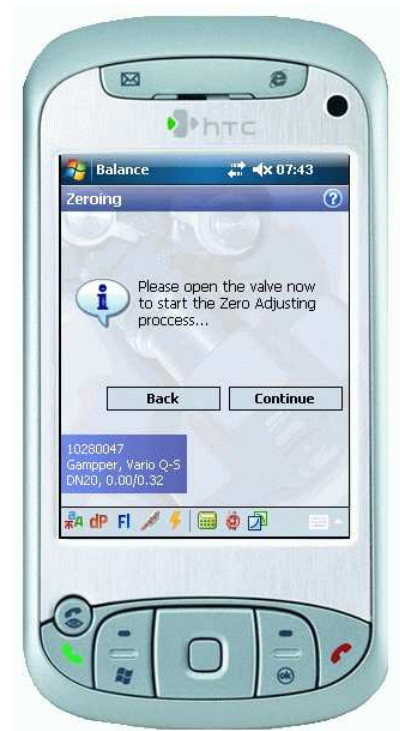 htc
Balance 07:43
Zeroing ?
i
Please open the valve now
to start the Zero Adjusting
proccess...
Back Continue
10280047
Gampper, Vario Q-S
DN20, 0.00/0.32
dP Fl
ok